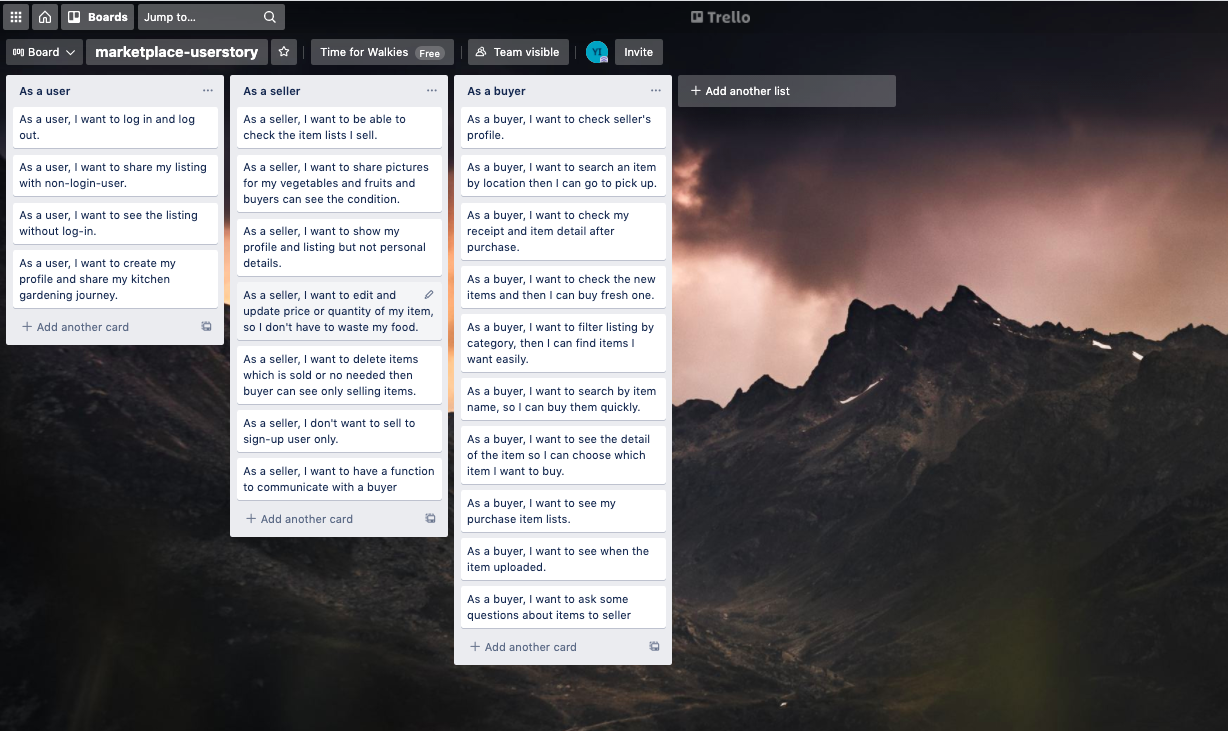 Boards
Jump to...
Trello
Board
marketplace-userstory
Time for Walkies
Free
Team visible
YI
Invite
As a user
As a user, I want to log in and log
out.
As a user, I want to share my listing
with non-login-user.
As a user, I want to see the listing
without log-in.
As a user, I want to create my
profile and share my kitchen
gardening journey.
+ Add another card
As a seller
As a seller, I want to be able to
check the item lists I sell.
As a seller, I want to share pictures
for my vegetables and fruits and
buyers can see the condition.
As a seller, I want to show my
profile and listing but not personal
details.
As a seller, I want to edit and
update price or quantity of my item,
so I don't have to waste my food.
As a seller, I want to delete items
which is sold or no needed then
buyer can see only selling items.
As a seller, I don't want to sell to
sign-up user only.
As a seller, I want to have a function
to communicate with a buyer
+ Add another card
As a buyer
As a buyer, I want to check seller's
profile.
As a buyer, I want to search an item
by location then I can go to pick up.
As a buyer, I want to check my
receipt and item detail after
purchase.
As a buyer, I want to check the new
items and then I can buy fresh one.
As a buyer, I want to filter listing by
category, then I can find items I
want easily.
As a buyer, I want to search by item
name, so I can buy them quickly.
As a buyer, I want to see the detail
of the item so I can choose which
item I want to buy.
As a buyer, I want to see my
purchase item lists.
As a buyer, I want to see when the
item uploaded.
As a buyer, I want to ask some
questions about items to seller
+ Add another card
+ Add another list